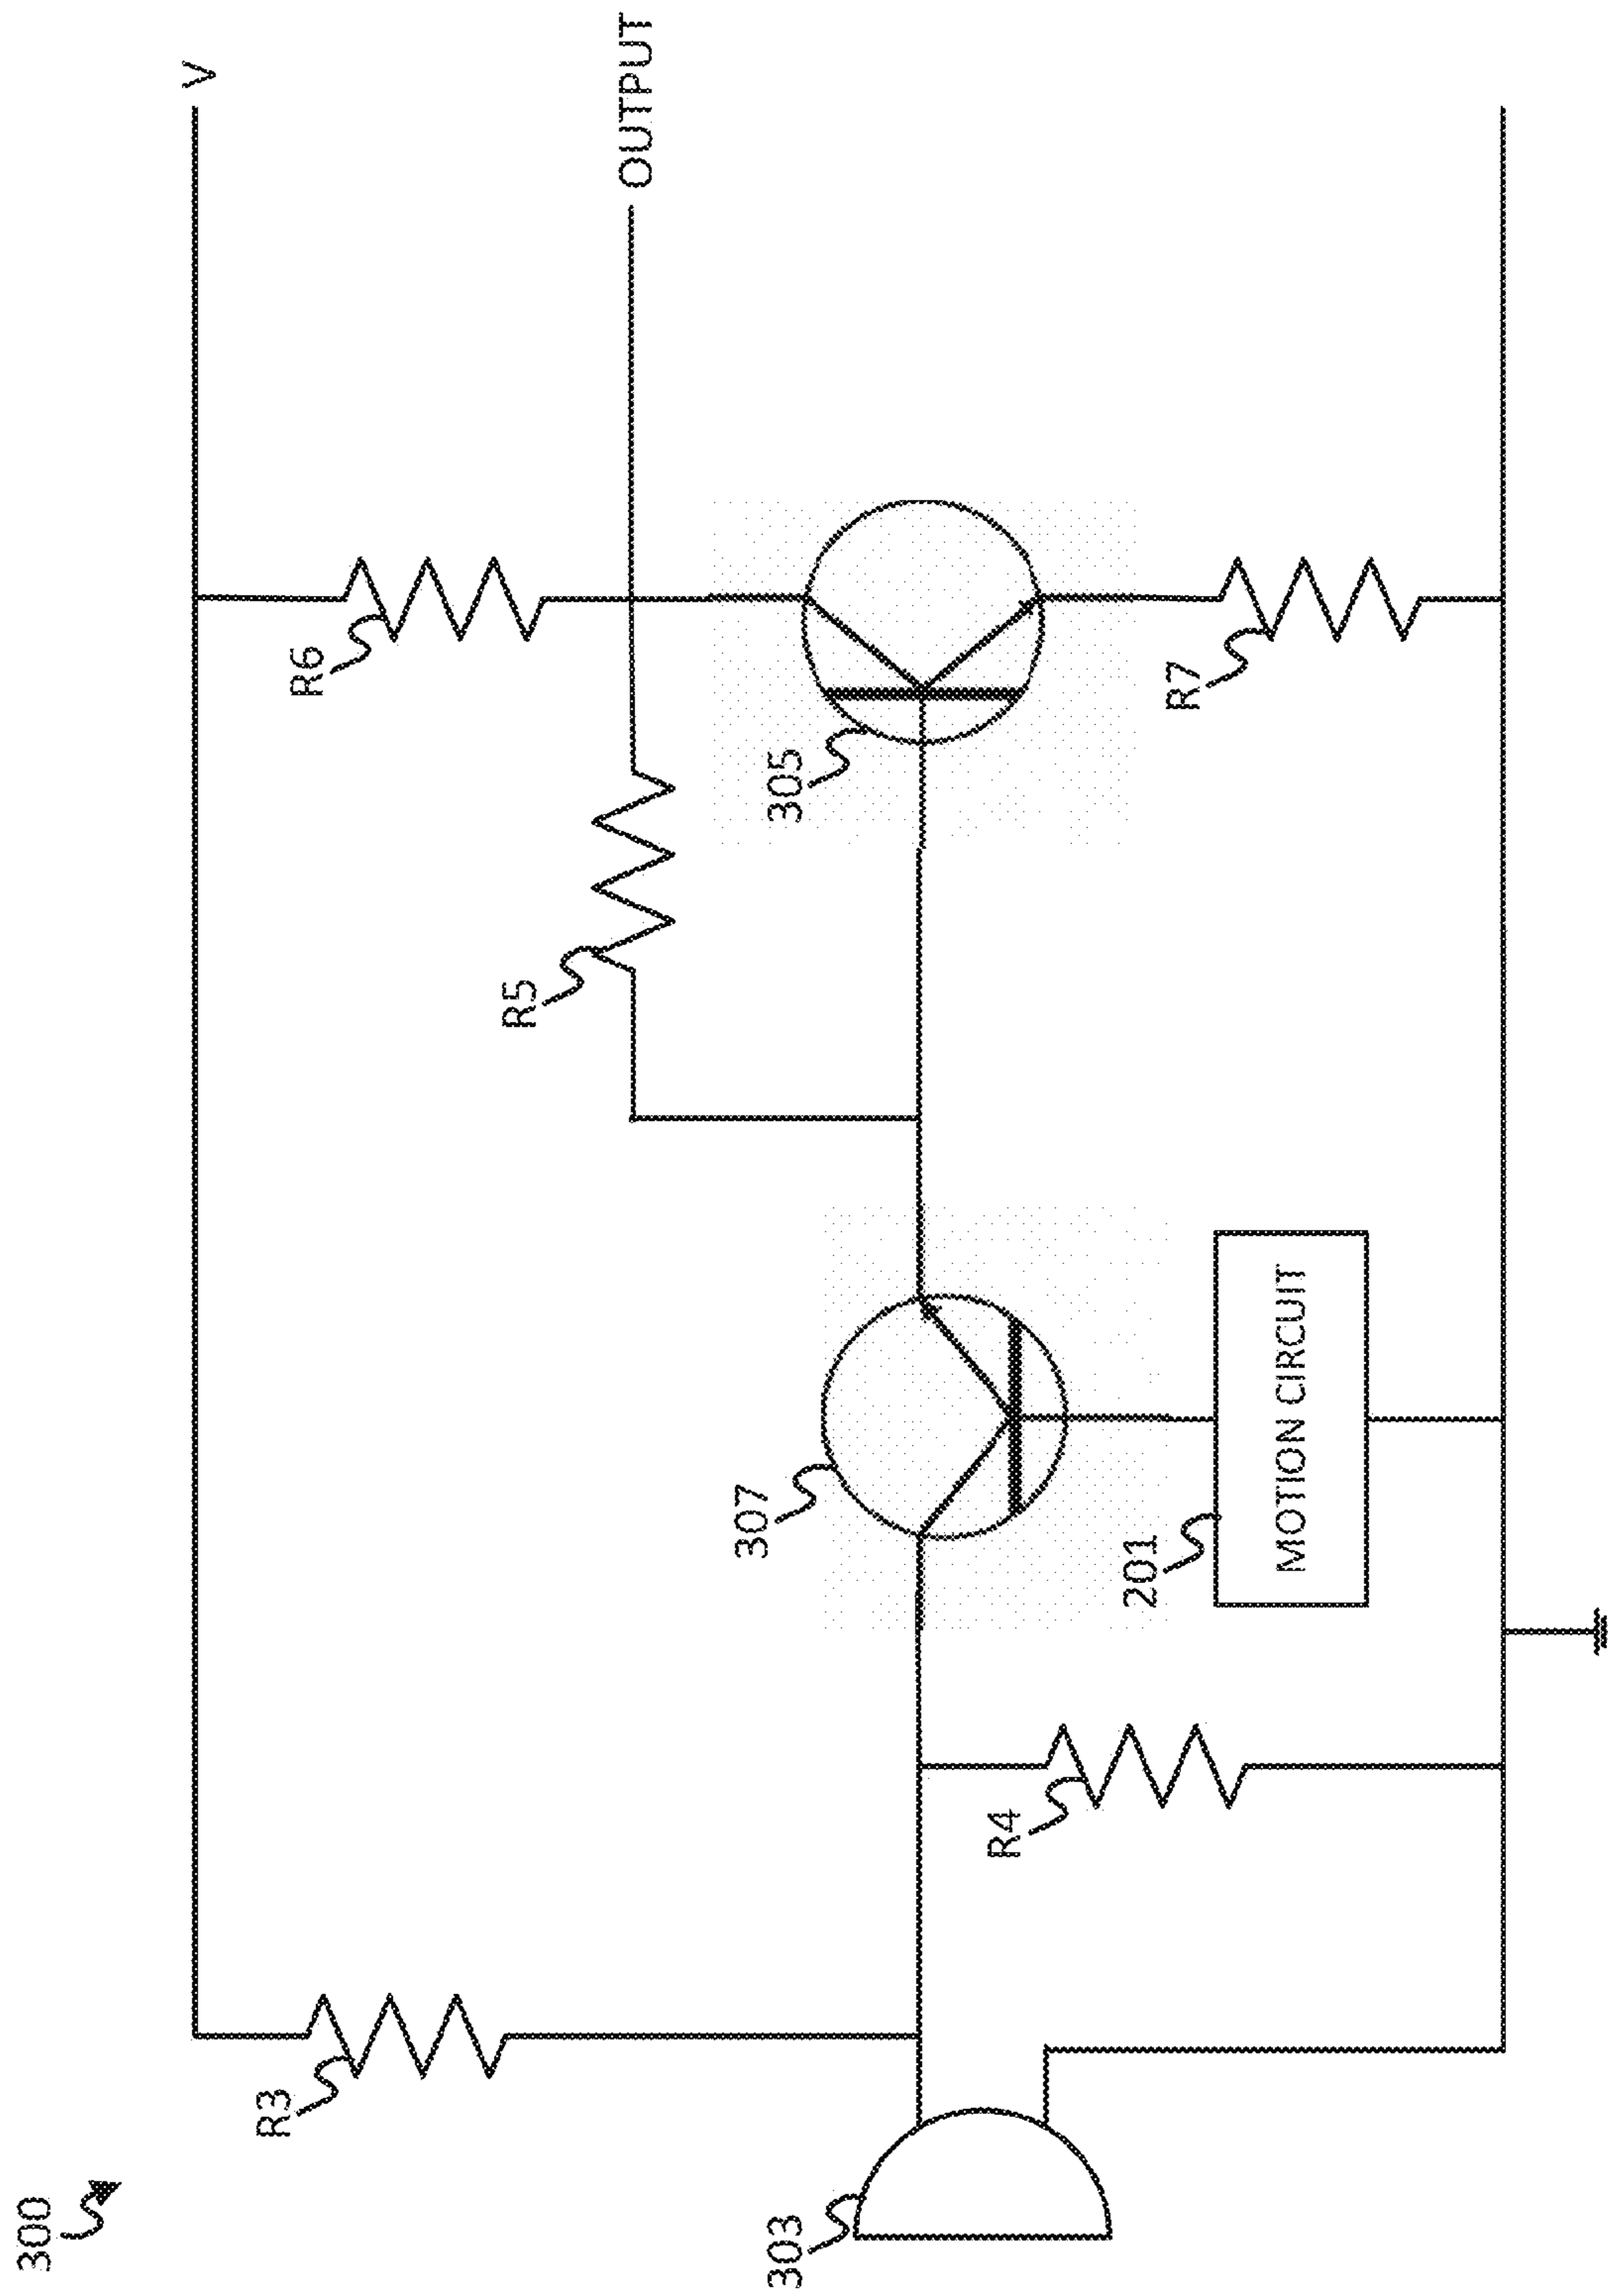 300
R3
303
R4
307
201
MOTION CIRCUIT
R5
305
R6
R7
V
OUTPUT